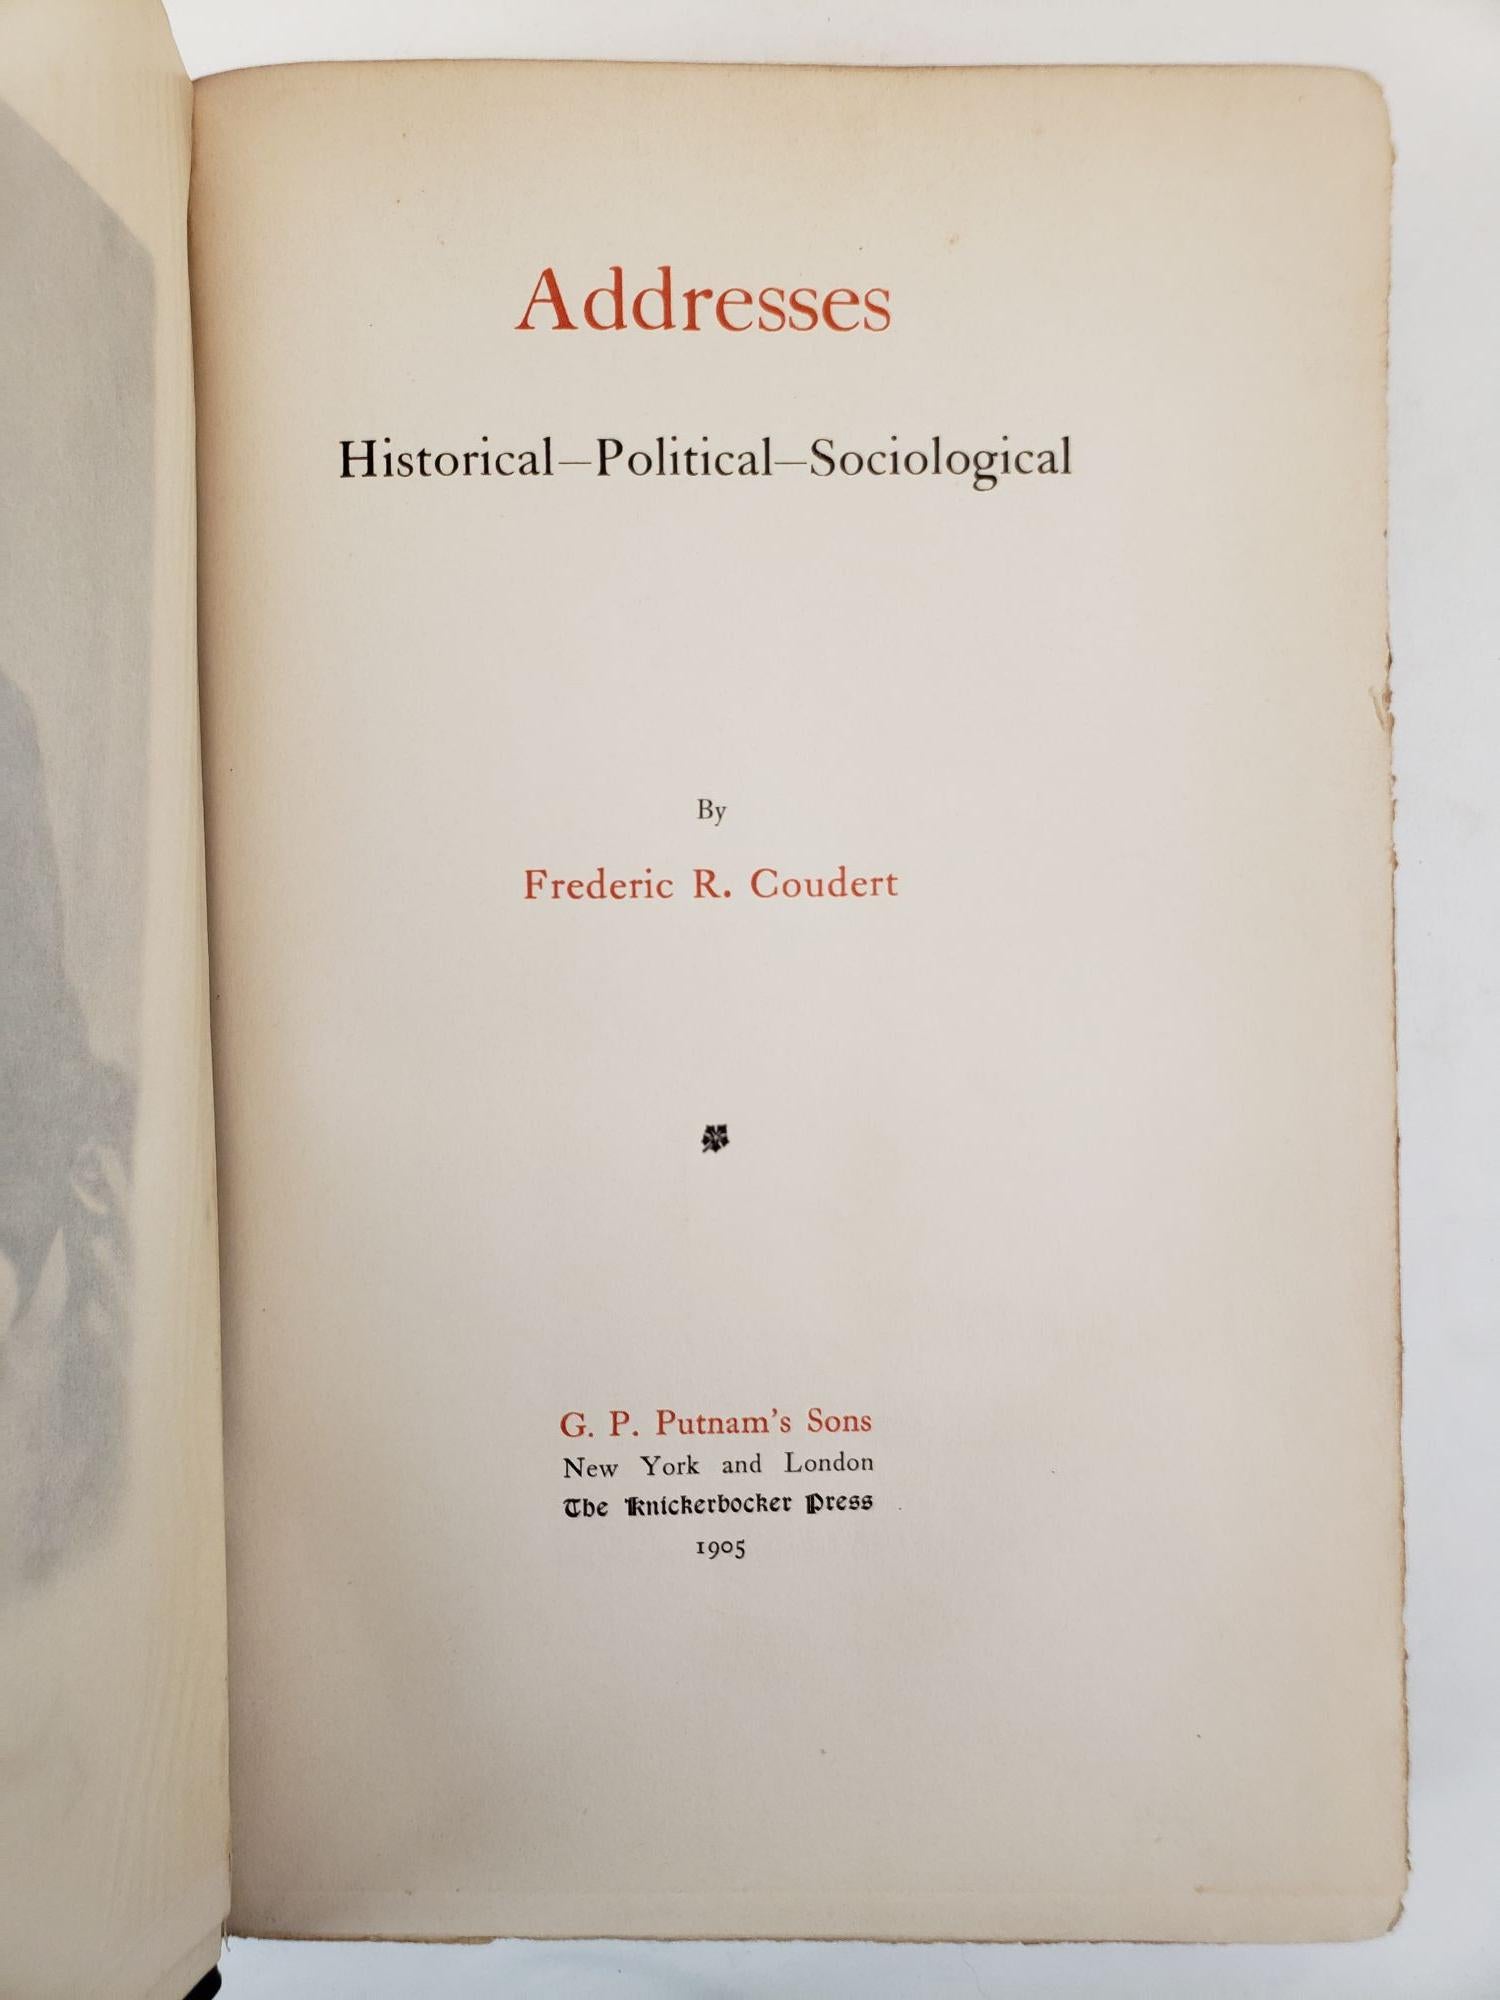 Addresses
Historical—Political—Sociological
By
Frederic R. Coudert
G. P. Putnam's Sons
New York and London
The Knickerbocker Press
1905